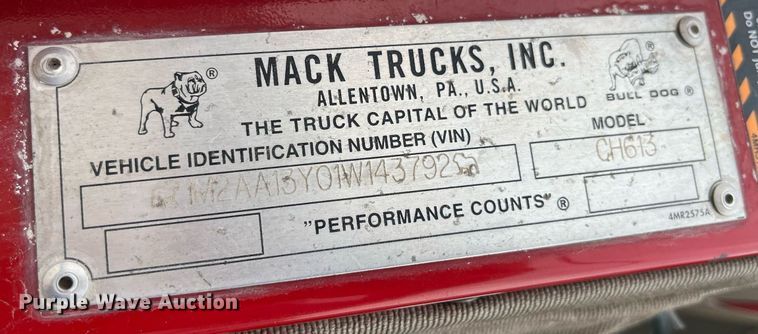 MACK TRUCKS, INC.
ALLENTOWN, PA., U.S.A.
THE TRUCK CAPITAL OF THE WORLD
BULL DOG ®
®
VEHICLE IDENTIFICATION NUMBER (VIN)
MODEL
1M2AA13Y01W143792
CH613
"PERFORMANCE COUNTS" ®
4MR2575A
Purple Wave Auction